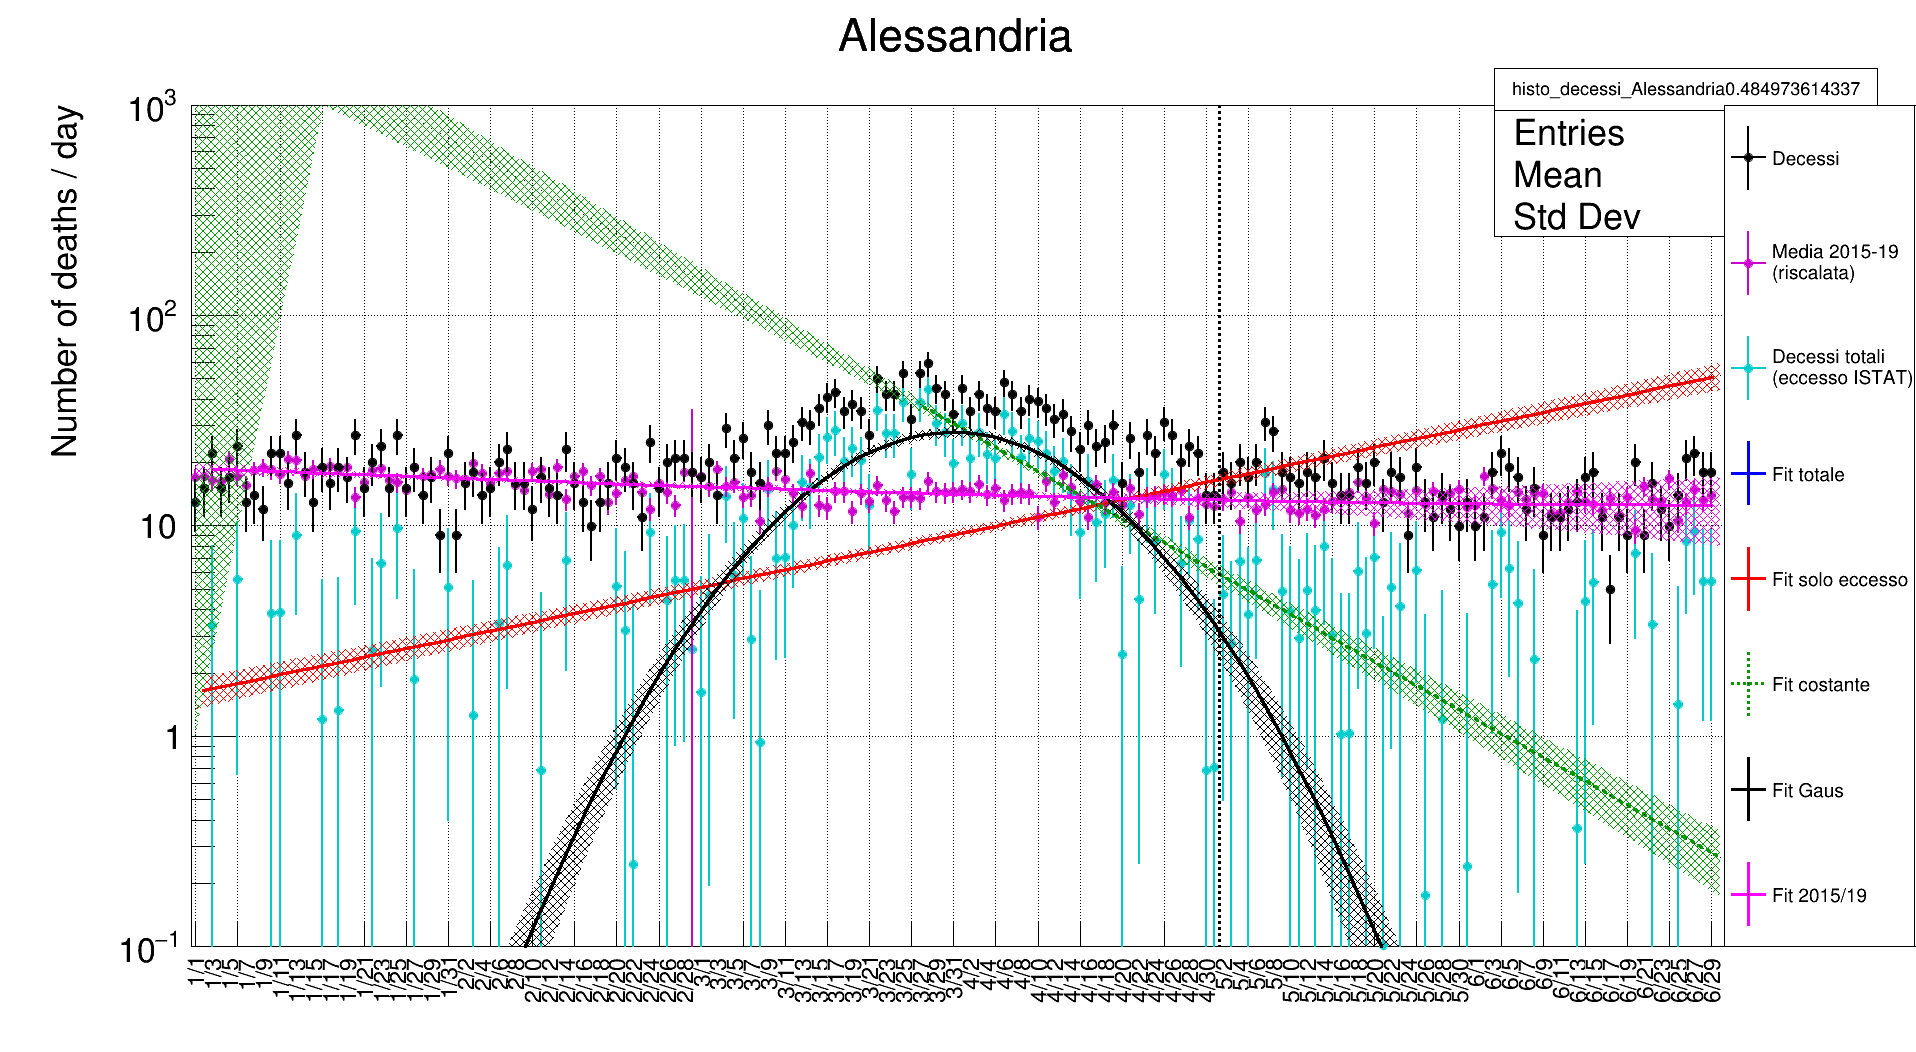 Alessandria
Number of deaths / day
10³
10²
10
1
10⁻¹
histo_decessi_Alessandria0.484973614337
Entries
Mean
Std Dev
Decessi
Media 2015-19
(riscalata)
Decessi totali
(eccesso ISTAT)
Fit totale
Fit solo eccesso
Fit costante
Fit Gaus
Fit 2015/19
1/1 1/3 1/5 1/7 1/9 1/11 1/13 1/15 1/17 1/19 1/21 1/23 1/25 1/27 1/29 1/31 2/2 2/4 2/6 2/8 2/10 2/12 2/14 2/16 2/18 2/20 2/22 2/24 2/26 2/28 3/1 3/3 3/5 3/7 3/9 3/11 3/13 3/15 3/17 3/19 3/21 3/23 3/25 3/27 3/29 3/31 4/2 4/4 4/6 4/8 4/10 4/12 4/14 4/16 4/18 4/20 4/22 4/24 4/26 4/28 4/30 5/2 5/4 5/6 5/8 5/10 5/12 5/14 5/16 5/18 5/20 5/22 5/24 5/26 5/28 5/30 6/1 6/3 6/5 6/7 6/9 6/11 6/13 6/15 6/17 6/19 6/21 6/23 6/25 6/27 6/29